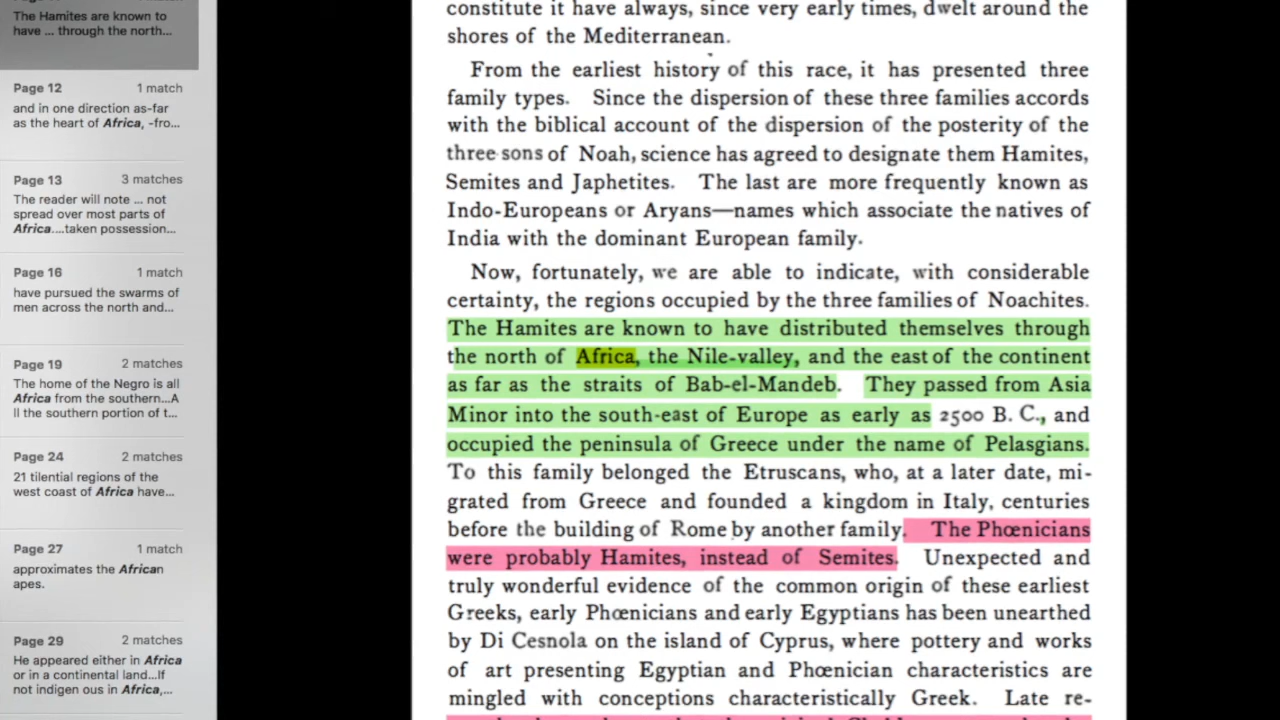 The Hamites are known to
have ... through the north...
Page 12 1 match
and in one direction as-far
as the heart of Africa, -fro...
Page 13 3 matches
The reader will note ... not
spread over most parts of
Africa....taken possession...
Page 16 1 match
have pursued the swarms of
men across the north and...
Page 19 2 matches
The home of the Negro is all
Africa from the southern...A
ll the southern portion of t...
Page 24 2 matches
21 tilential regions of the
west coast of Africa have...
Page 27 1 match
approximates the African
apes.
Page 29 2 matches
He appeared either in Africa
or in a continental land...If
not indigen ous in Africa,...
constitute it have always, since very early times, dwelt around the
shores of the Mediterranean.
From the earliest history of this race, it has presented three
family types. Since the dispersion of these three families accords
with the biblical account of the dispersion of the posterity of the
three sons of Noah, science has agreed to designate them Hamites,
Semites and Japhetites. The last are more frequently known as
Indo-Europeans or Aryans—names which associate the natives of
India with the dominant European family.
Now, fortunately, we are able to indicate, with considerable
certainty, the regions occupied by the three families of Noachites.
The Hamites are known to have distributed themselves through
the north of Africa, the Nile-valley, and the east of the continent
as far as the straits of Bab-el-Mandeb. They passed from Asia
Minor into the south-east of Europe as early as 2500 B. C., and
occupied the peninsula of Greece under the name of Pelasgians.
To this family belonged the Etruscans, who, at a later date, mi-
grated from Greece and founded a kingdom in Italy, centuries
before the building of Rome by another family. The Phœnicians
were probably Hamites, instead of Semites. Unexpected and
truly wonderful evidence of the common origin of these earliest
Greeks, early Phœnicians and early Egyptians has been unearthed
by Di Cesnola on the island of Cyprus, where pottery and works
of art presenting Egyptian and Phœnician characteristics are
mingled with conceptions characteristically Greek. Late re-